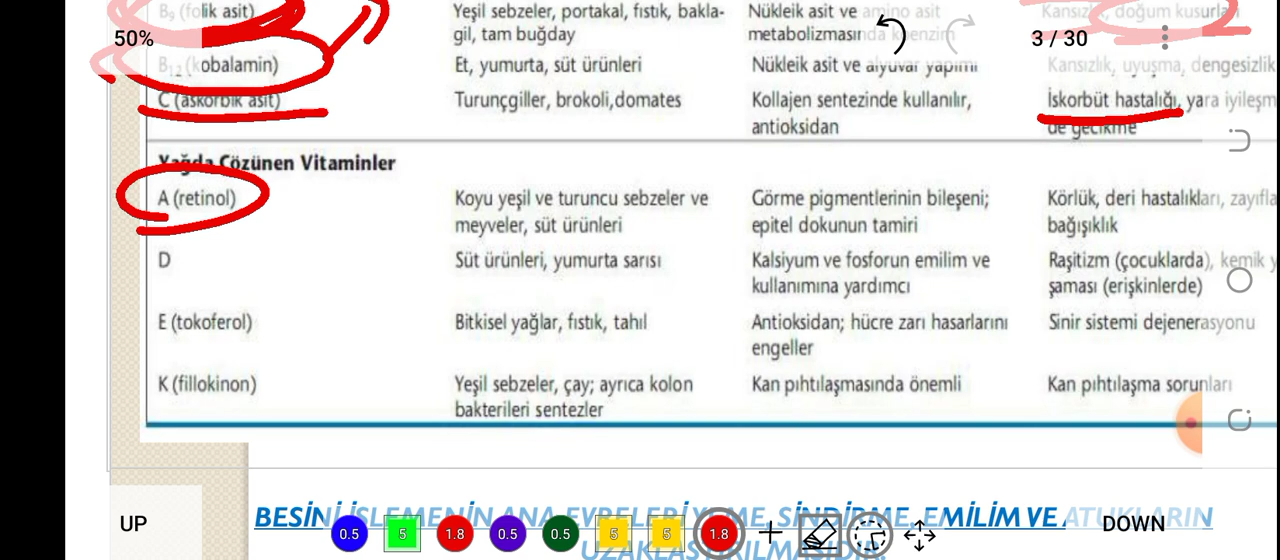 B9 (folik asit) Yeşil sebzeler, portakal, fıstık, bakla- Nükleik asit ve amino asit Kansızlık, doğum kusurları
50% gil, tam buğday metabolizmasında koenzim 3 / 30
B12 (kobalamin) Et, yumurta, süt ürünleri Nükleik asit ve alyuvar yapımı Kansızlık, uyuşma, dengesizlik
C (askorbik asit) Turunçgiller, brokoli,domates Kollajen sentezinde kullanılır, İskorbüt hastalığı, yara iyileşm
antioksidan de gecikme
Yağda Çözünen Vitaminler
A (retinol) Koyu yeşil ve turuncu sebzeler ve Görme pigmentlerinin bileşeni; Körlük, deri hastalıkları, zayıfla
meyveler, süt ürünleri epitel dokunun tamiri bağışıklık
D Süt ürünleri, yumurta sarısı Kalsiyum ve fosforun emilim ve Raşitizm (çocuklarda), kemik y
kullanımına yardımcı şaması (erişkinlerde)
E (tokoferol) Bitkisel yağlar, fıstık, tahıl Antioksidan; hücre zarı hasarlarını Sinir sistemi dejenerasyonu
engeller
K (fillokinon) Yeşil sebzeler, çay; ayrıca kolon Kan pıhtılaşmasında önemli Kan pıhtılaşma sorunları
bakterileri sentezler
UP BESİNİ İŞLEMENİN ANA EVRELERİ YEME, SİNDİRME, EMİLİM VE ATIKLARIN DOWN
0.5 5 1.8 0.5 0.5 5 5 1.8
UZAKLAŞTIRILMASIDIR.